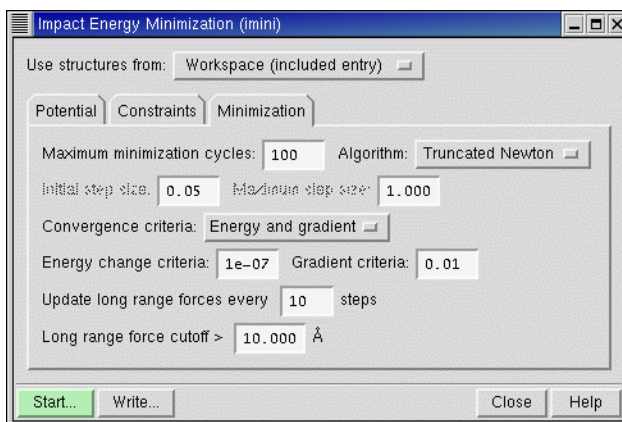 Impact Energy Minimization (imini)
Use structures from: Workspace (included entry)
Potential Constraints Minimization
Maximum minimization cycles: 100 Algorithm: Truncated Newton
Initial step size: 0.05 Maximum step size: 1.000
Convergence criteria: Energy and gradient
Energy change criteria: 1e-07 Gradient criteria: 0.01
Update long range forces every 10 steps
Long range force cutoff > 10.000 Å
Start... Write... Close Help